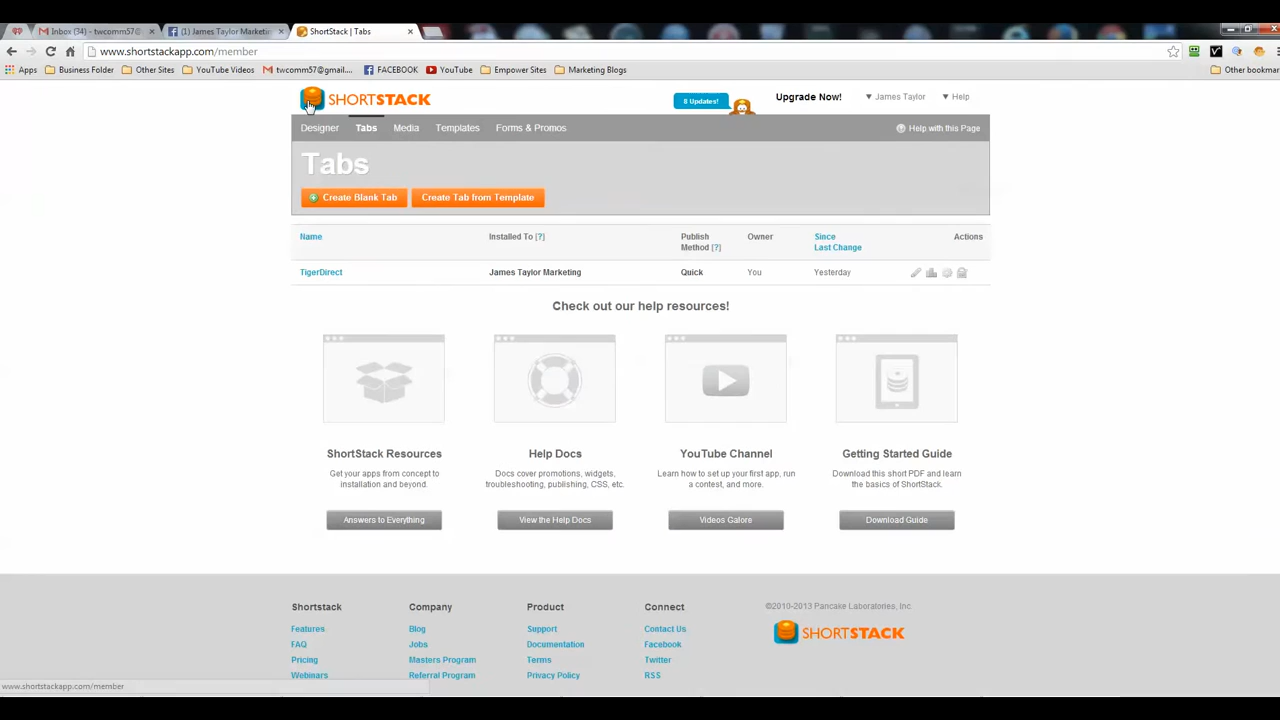 Inbox (34) - twcomm57@
(1) James Taylor Marketin
ShortStack | Tabs
www.shortstackapp.com/member
Apps Business Folder Other Sites YouTube Videos twcomm57@gmail.... FACEBOOK YouTube Empower Sites Marketing Blogs Other bookmar
SHORTSTACK
8 Updates!
Upgrade Now!
James Taylor
Help
Designer Tabs Media Templates Forms & Promos Help with this Page
Tabs
Create Blank Tab Create Tab from Template
Name Installed To [?] Publish Method [?] Owner Since Last Change Actions
TigerDirect James Taylor Marketing Quick You Yesterday
Check out our help resources!
ShortStack Resources
Get your apps from concept to
installation and beyond.
Answers to Everything
Help Docs
Docs cover promotions, widgets,
troubleshooting, publishing, CSS, etc.
View the Help Docs
YouTube Channel
Learn how to set up your first app, run
a contest, and more.
Videos Galore
Getting Started Guide
Download this short PDF and learn
the basics of ShortStack.
Download Guide
Shortstack
Features
FAQ
Pricing
Webinars
Company
Blog
Jobs
Masters Program
Referral Program
Product
Support
Documentation
Terms
Privacy Policy
Connect
Contact Us
Facebook
Twitter
RSS
©2010-2013 Pancake Laboratories, Inc.
SHORTSTACK
www.shortstackapp.com/member